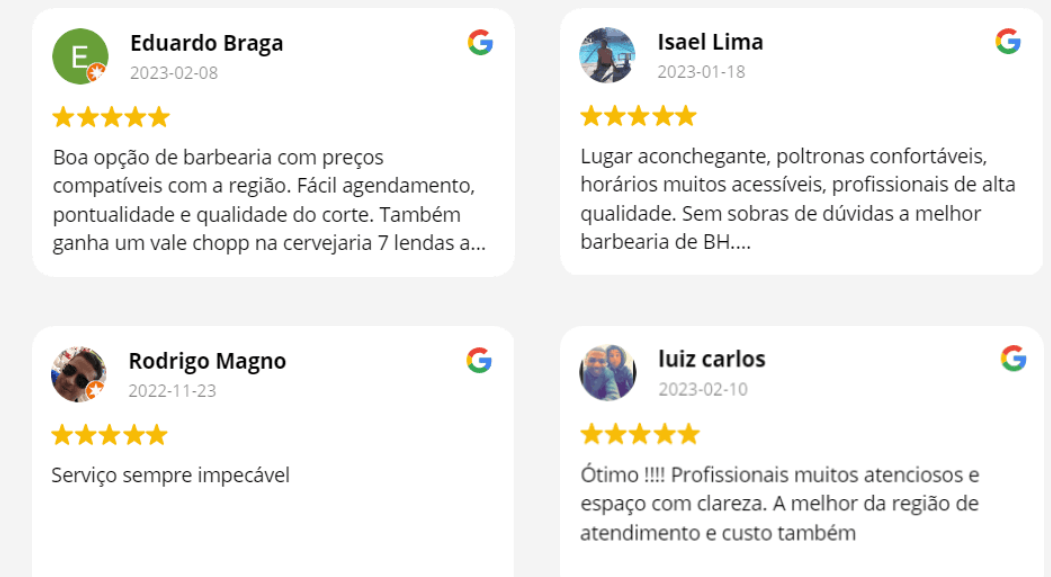 Eduardo Braga
2023-02-08
Boa opção de barbearia com preços
compatíveis com a região. Fácil agendamento,
pontualidade e qualidade do corte. Também
ganha um vale chopp na cervejaria 7 lendas a...
Isael Lima
2023-01-18
Lugar aconchegante, poltronas confortáveis,
horários muitos acessíveis, profissionais de alta
qualidade. Sem sobras de dúvidas a melhor
barbearia de BH....
Rodrigo Magno
2022-11-23
Serviço sempre impecável
luiz carlos
2023-02-10
Ótimo !!!! Profissionais muitos atenciosos e
espaço com clareza. A melhor da região de
atendimento e custo também